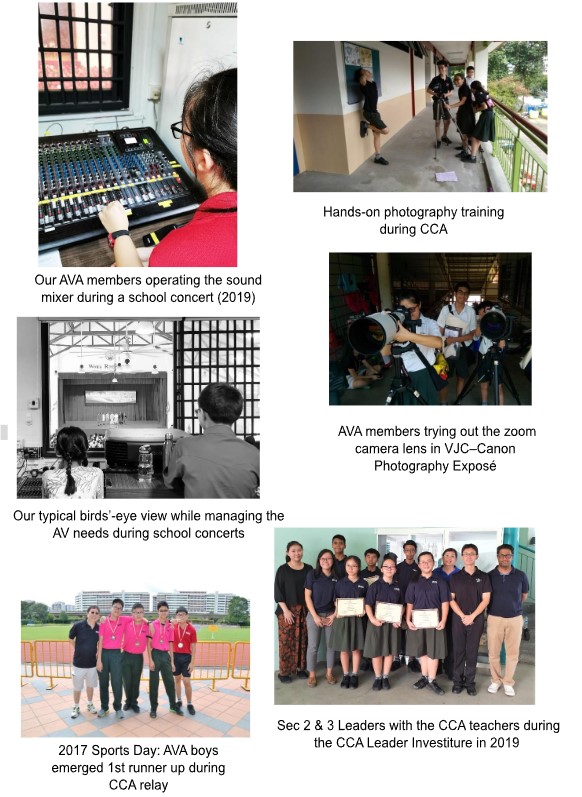 Our AVA members operating the sound
mixer during a school concert (2019)
Hands-on photography training
during CCA
AVA members trying out the zoom
camera lens in VJC–Canon
Photography Exposé
Our typical birds'-eye view while managing the
AV needs during school concerts
2017 Sports Day: AVA boys
emerged 1st runner up during
CCA relay
Sec 2 & 3 Leaders with the CCA teachers during
the CCA Leader Investiture in 2019